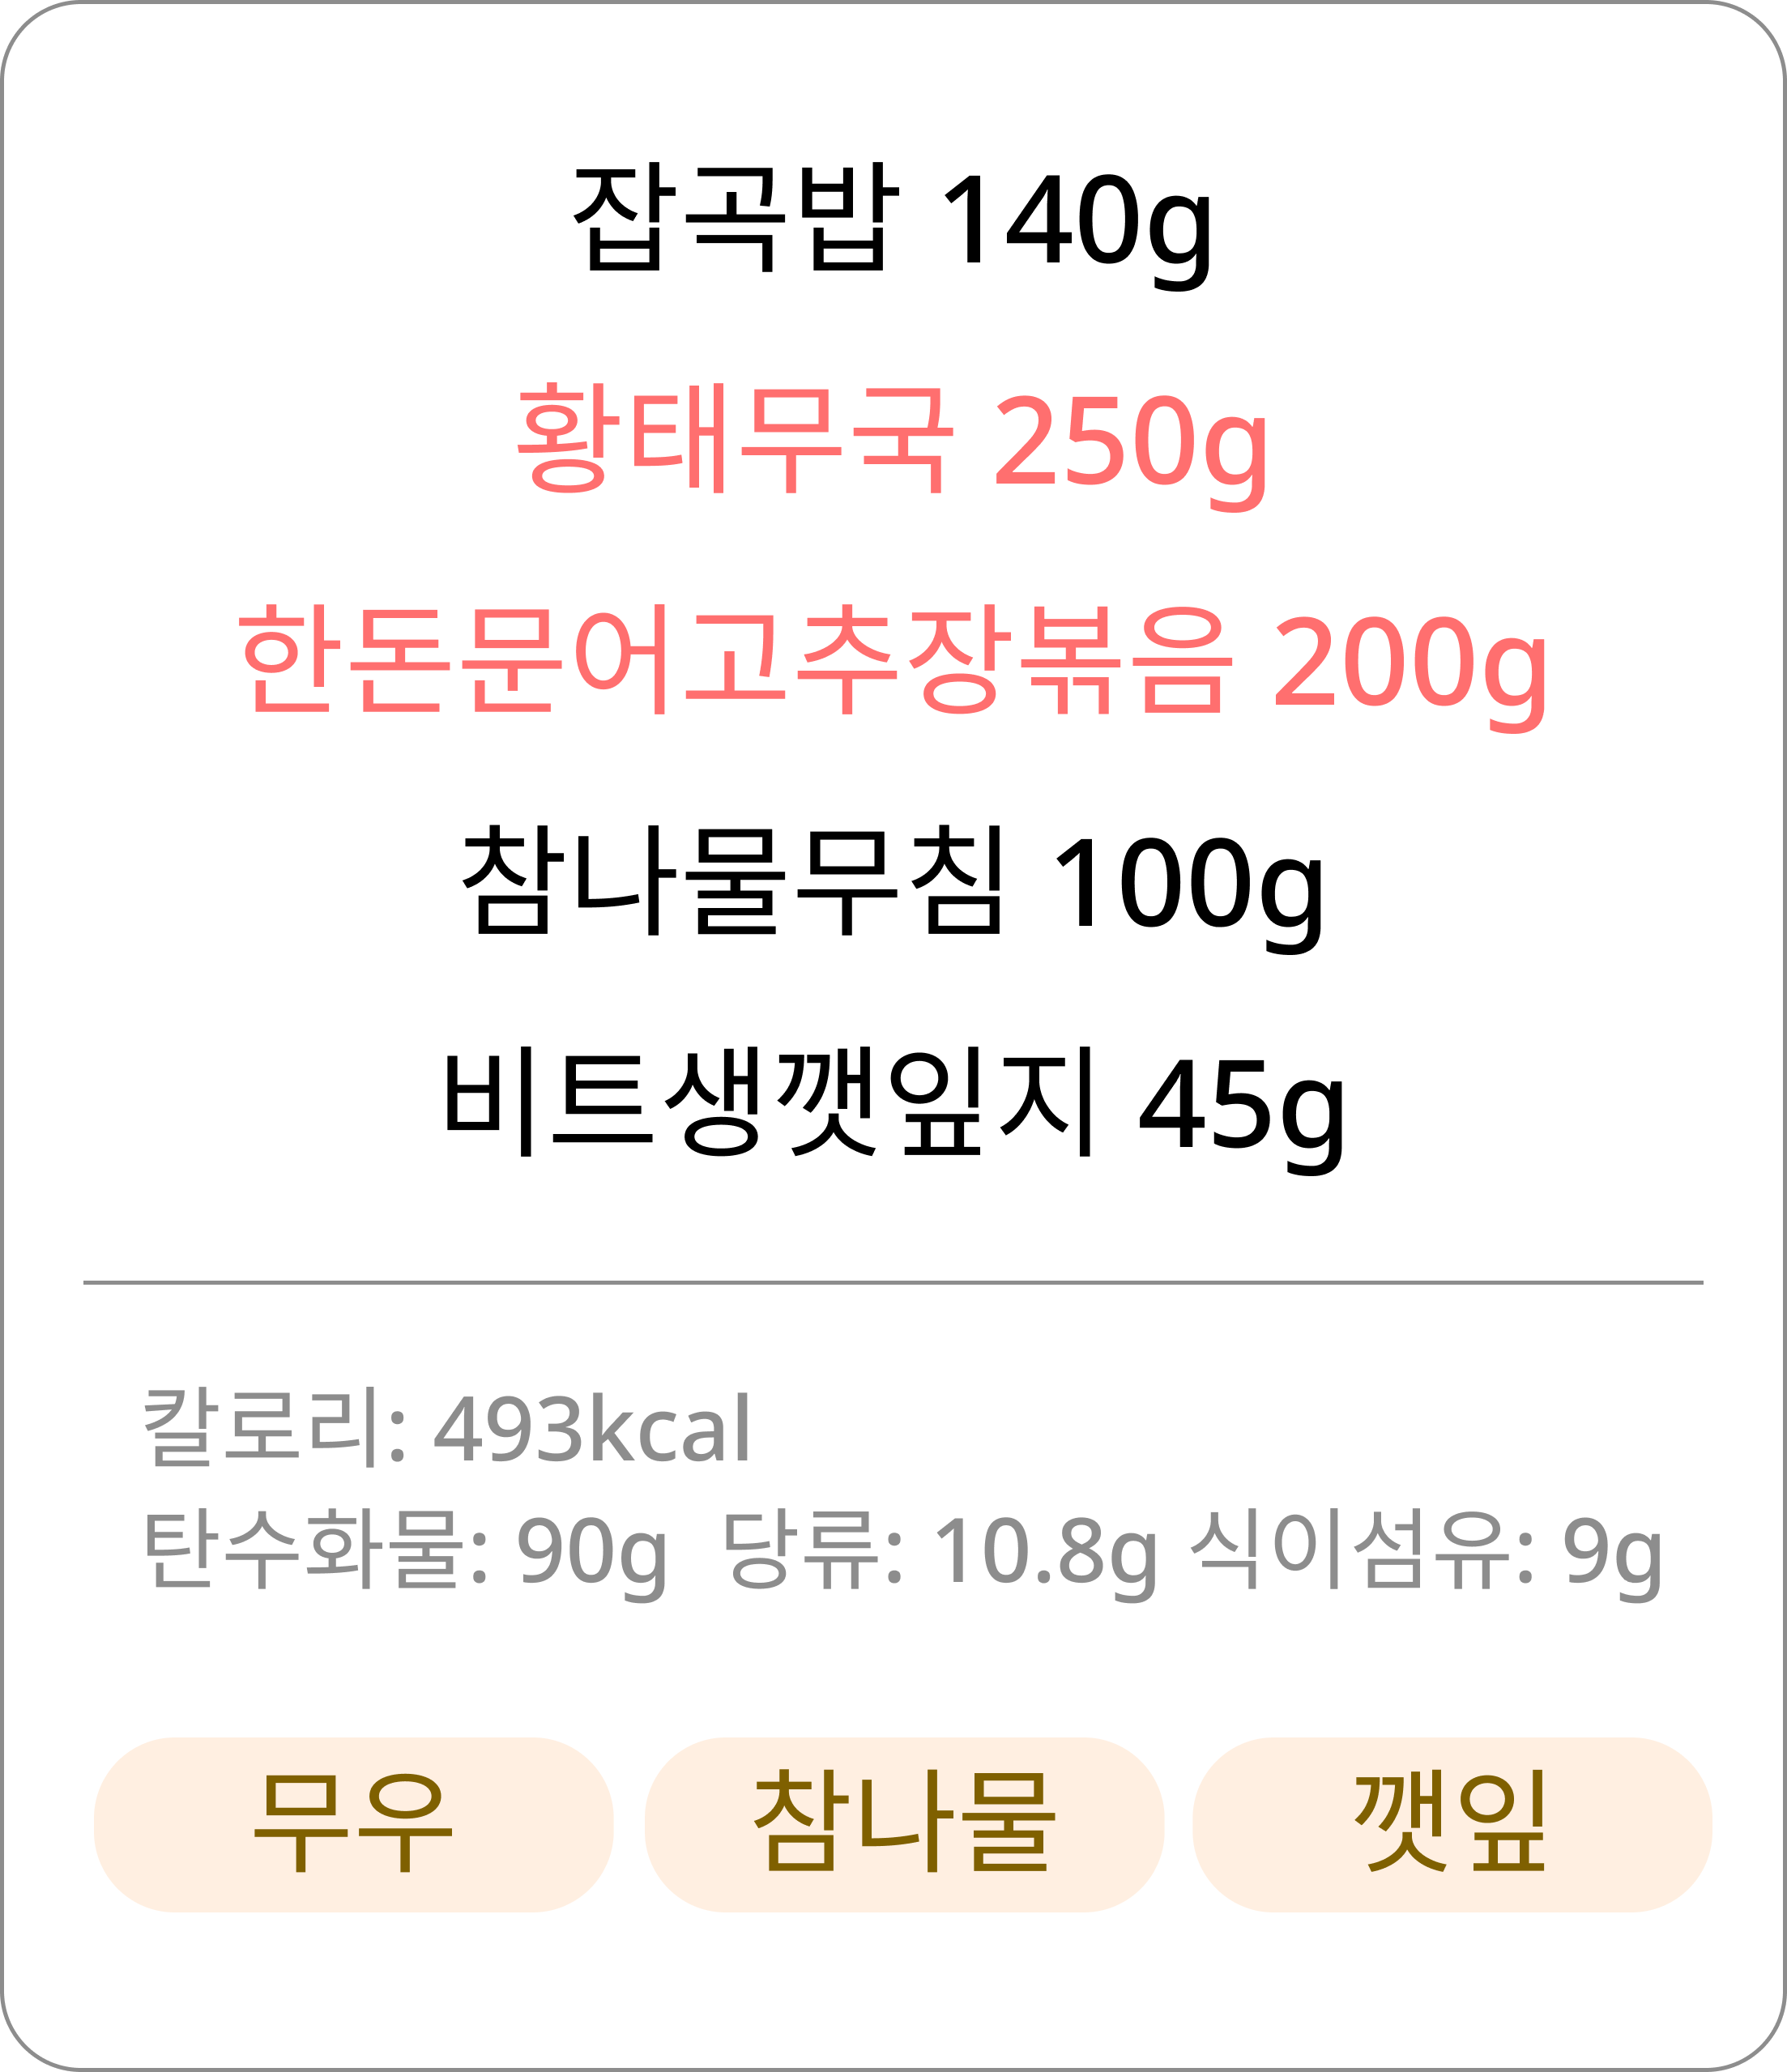 잡곡밥 140g
황태무국 250g
한돈문어고추장볶음 200g
참나물무침 100g
비트생깻잎지 45g
칼로리: 493kcal
탄수화물: 90g 당류: 10.8g 식이섬유: 9g
무우 참나물 깻잎